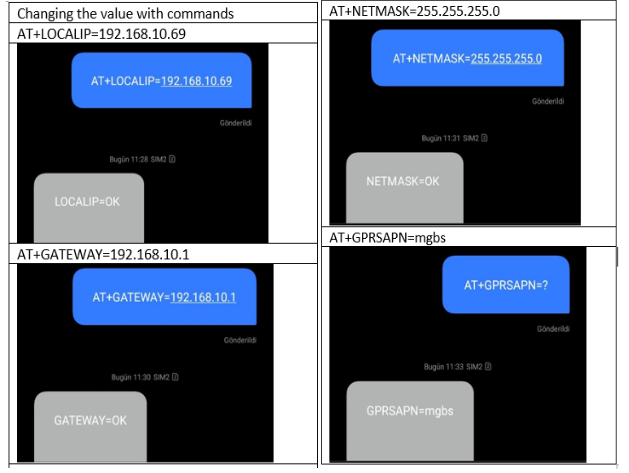 Changing the value with commands
AT+LOCALIP=192.168.10.69
AT+LOCALIP=192.168.10.69
Gönderildi
Bugün 11:28 SIM2
LOCALIP=OK
AT+GATEWAY=192.168.10.1
AT+GATEWAY=192.168.10.1
Gönderildi
Bugün 11:30 SIM2
GATEWAY=OK
AT+NETMASK=255.255.255.0
AT+NETMASK=255.255.255.0
Gönderildi
Bugün 11:31 SIM2
NETMASK=OK
AT+GPRSAPN=mgbs
AT+GPRSAPN=?
Gönderildi
Bugün 11:33 SIM2
GPRSAPN=mgbs